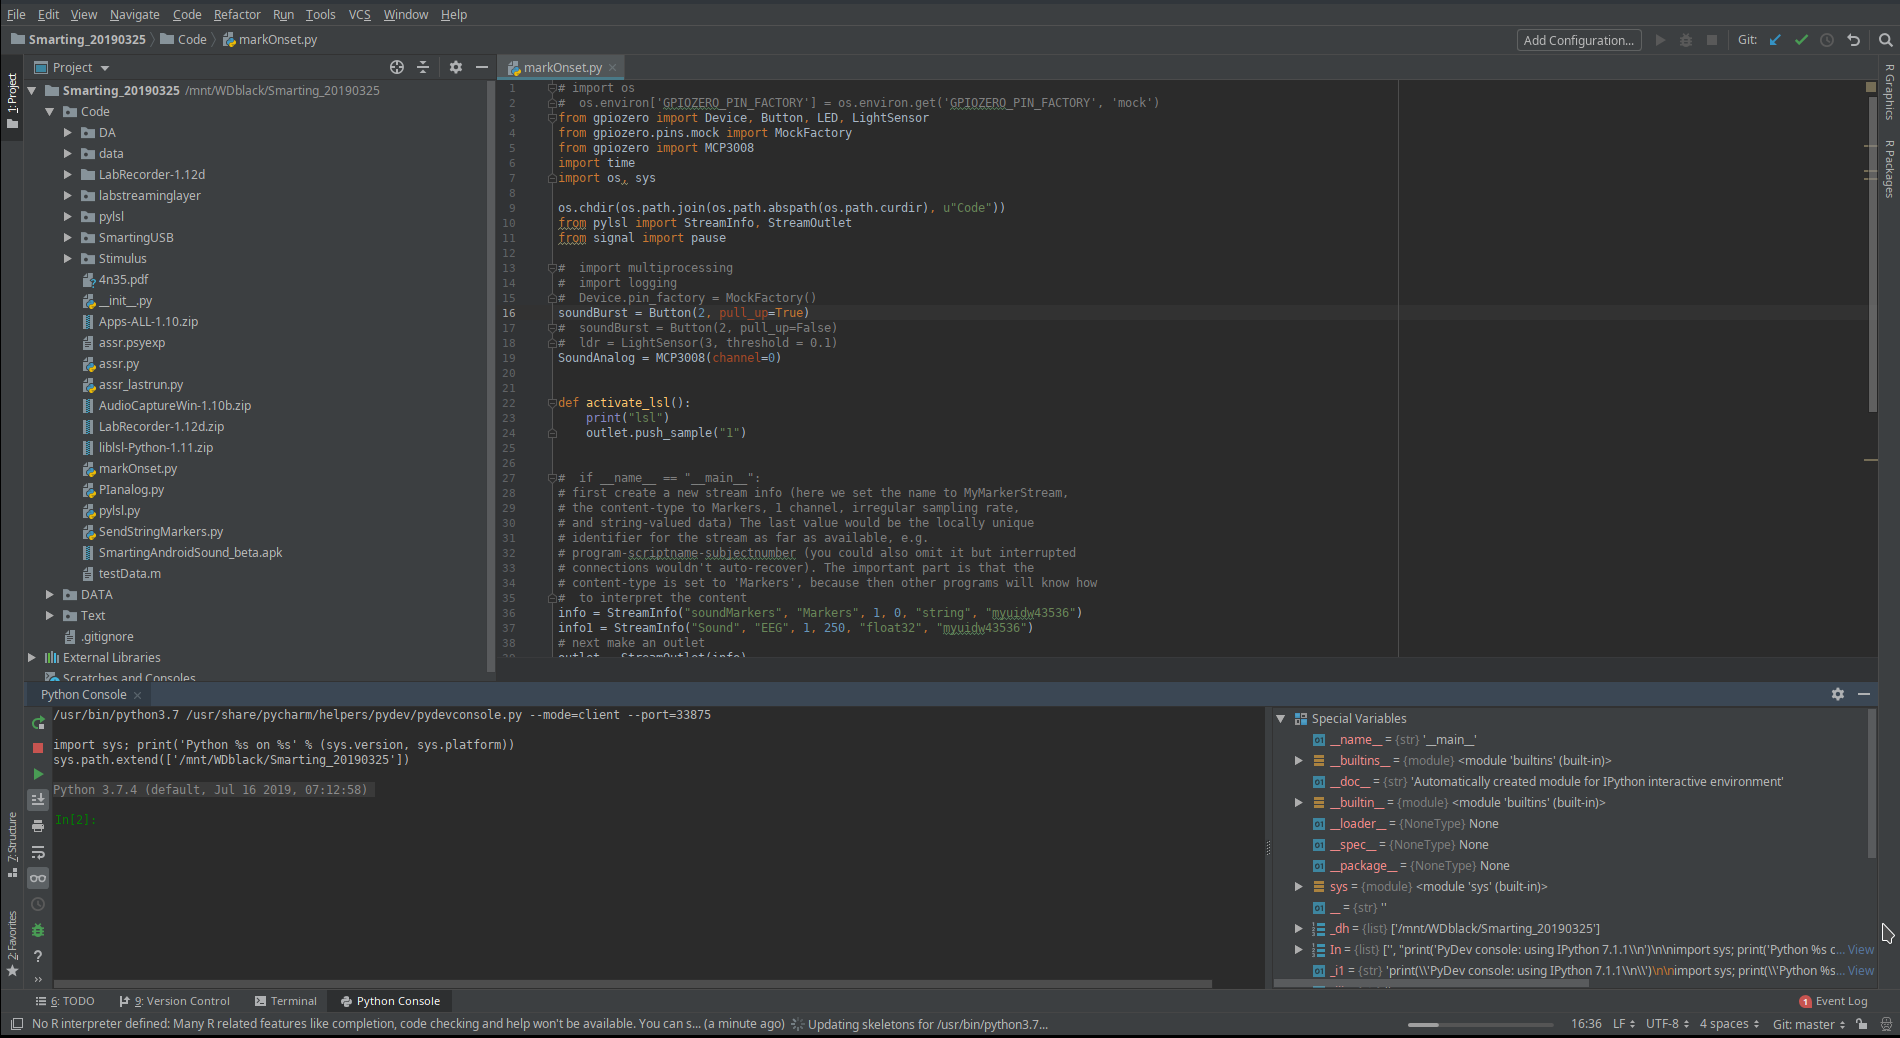 File Edit View Navigate Code Refactor Run Tools VCS Window Help
Smarting_20190325 Code markOnset.py
Add Configuration... Git:
Project
markOnset.py
1: Project
Smarting_20190325 /mnt/WDblack/Smarting_20190325
Code
DA
data
LabRecorder-1.12d
labstreaminglayer
pylsl
SmartingUSB
Stimulus
4n35.pdf
__init__.py
Apps-ALL-1.10.zip
assr.psyexp
assr.py
assr_lastrun.py
AudioCaptureWin-1.10b.zip
LabRecorder-1.12d.zip
liblsl-Python-1.11.zip
markOnset.py
PIanalog.py
pylsl.py
SendStringMarkers.py
SmartingAndroidSound_beta.apk
testData.m
DATA
Text
.gitignore
External Libraries
Scratches and Consoles
1 # import os
2 #  os.environ['GPIOZERO_PIN_FACTORY'] = os.environ.get('GPIOZERO_PIN_FACTORY', 'mock')
3 from gpiozero import Device, Button, LED, LightSensor
4 from gpiozero.pins.mock import MockFactory
5 from gpiozero import MCP3008
6 import time
7 import os, sys
8
9 os.chdir(os.path.join(os.path.abspath(os.path.curdir), u"Code"))
10 from pylsl import StreamInfo, StreamOutlet
11 from signal import pause
12
13 #  import multiprocessing
14 #  import logging
15 #  Device.pin_factory = MockFactory()
16 soundBurst = Button(2, pull_up=True)
17 #  soundBurst = Button(2, pull_up=False)
18 #  ldr = LightSensor(3, threshold = 0.1)
19 SoundAnalog = MCP3008(channel=0)
20
21
22 def activate_lsl():
23     print("lsl")
24     outlet.push_sample("1")
25
26
27 #  if __name__ == "__main__":
28 # first create a new stream info (here we set the name to MyMarkerStream,
29 # the content-type to Markers, 1 channel, irregular sampling rate,
30 # and string-valued data) The last value would be the locally unique
31 # identifier for the stream as far as available, e.g.
32 # program-scriptname-subjectnumber (you could also omit it but interrupted
33 # connections wouldn't auto-recover). The important part is that the
34 # content-type is set to 'Markers', because then other programs will know how
35 #  to interpret the content
36 info = StreamInfo("soundMarkers", "Markers", 1, 0, "string", "myuidw43536")
37 info1 = StreamInfo("Sound", "EEG", 1, 250, "float32", "myuidw43536")
38 # next make an outlet
39 outlet = StreamOutlet(info)
R Graphics
R Packages
Python Console
/usr/bin/python3.7 /usr/share/pycharm/helpers/pydev/pydevconsole.py --mode=client --port=33875
import sys; print('Python %s on %s' % (sys.version, sys.platform))
sys.path.extend(['/mnt/WDblack/Smarting_20190325'])
Python 3.7.4 (default, Jul 16 2019, 07:12:58)
In[2]:
Special Variables
__name__ = {str} '__main__'
__builtins__ = {module} <module 'builtins' (built-in)>
__doc__ = {str} 'Automatically created module for IPython interactive environment'
__builtin__ = {module} <module 'builtins' (built-in)>
__loader__ = {NoneType} None
__spec__ = {NoneType} None
__package__ = {NoneType} None
sys = {module} <module 'sys' (built-in)>
__ = {str} ''
_dh = {list} ['/mnt/WDblack/Smarting_20190325']
In = {list} ['', "print('PyDev console: using IPython 7.1.1\\n')\n\nimport sys; print('Python %s c... View
_i1 = {str} 'print(\\'PyDev console: using IPython 7.1.1\\n\\')\n\nimport sys; print(\\'Python %s... View
7: Structure
2: Favorites
6: TODO 9: Version Control Terminal Python Console 1 Event Log
No R interpreter defined: Many R related features like completion, code checking and help won't be available. You can s... (a minute ago) Updating skeletons for /usr/bin/python3.7... 16:36 LF UTF-8 4 spaces Git: master